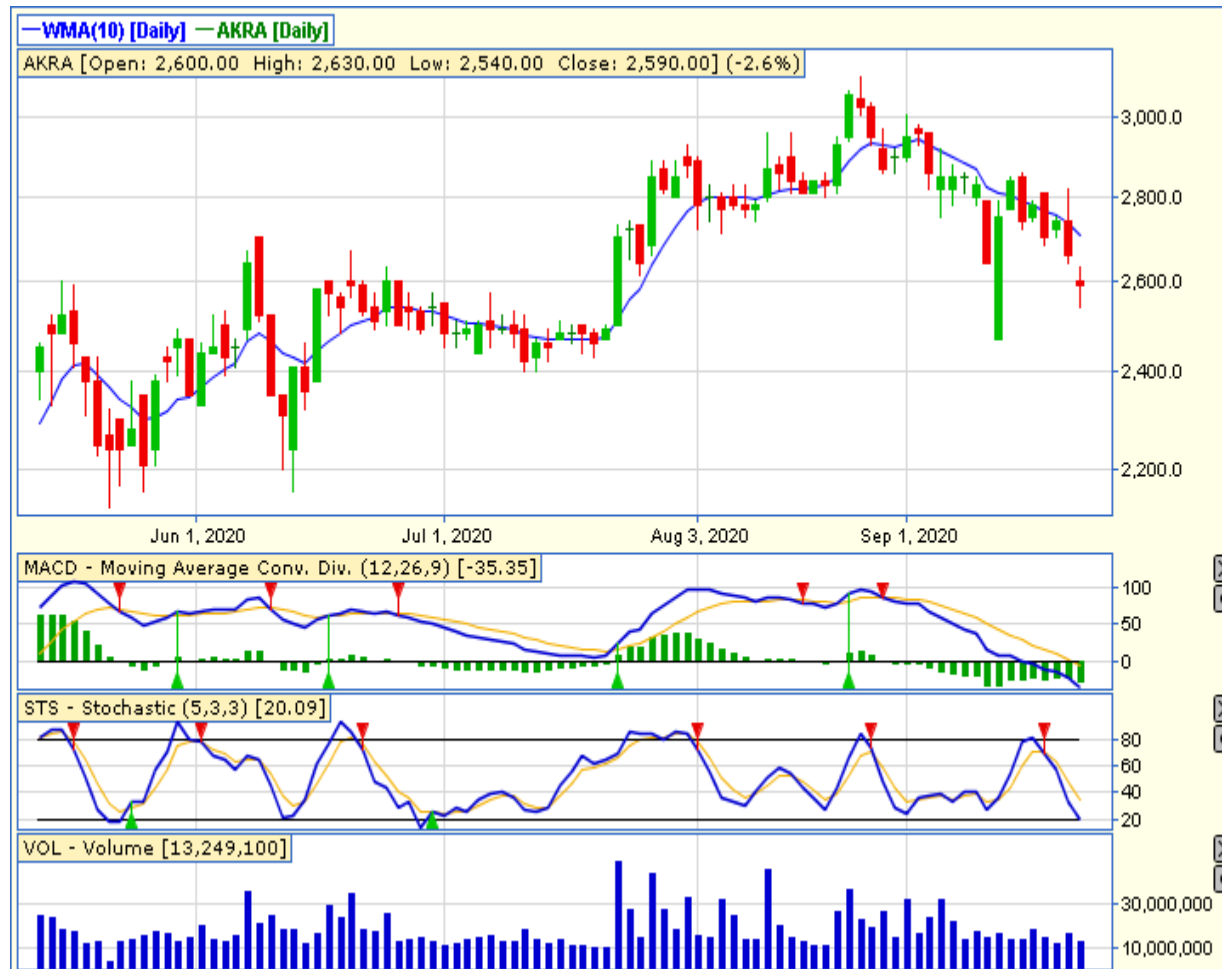 WMA(10) [Daily] AKRA [Daily]
AKRA [Open: 2,600.00 High: 2,630.00 Low: 2,540.00 Close: 2,590.00] (-2.6%)
3,000.0
2,800.0
2,600.0
2,400.0
2,200.0
Jun 1, 2020 Jul 1, 2020 Aug 3, 2020 Sep 1, 2020
MACD - Moving Average Conv. Div. (12,26,9) [-35.35]
100
50
0
STS - Stochastic (5,3,3) [20.09]
80
60
40
20
VOL - Volume [13,249,100]
30,000,000
10,000,000